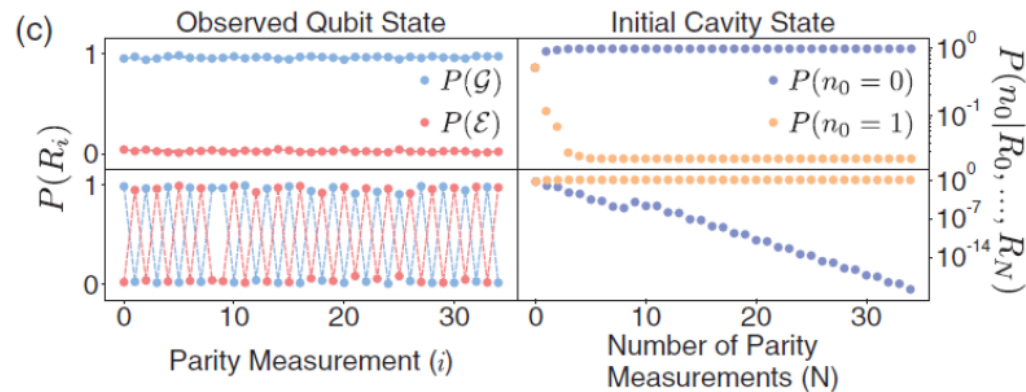 (c)
Observed Qubit State
Initial Cavity State
P(R_i)
1
0
1
0
P(𝒢)
P(ℰ)
P(n₀ = 0)
P(n₀ = 1)
10⁰
10⁻¹
10⁰
10⁻⁷
10⁻¹⁴
P(n₀|R₀, ..., R_N)
0 10 20 30
0 10 20 30
Parity Measurement (i)
Number of Parity
Measurements (N)